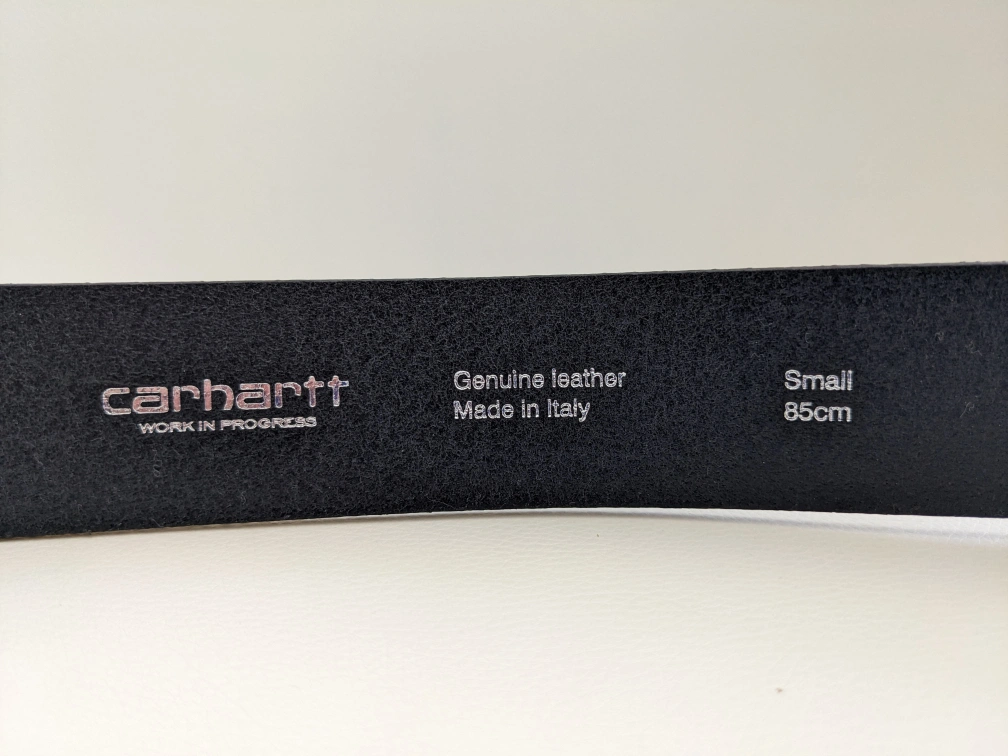 carhartt
WORK IN PROGRESS
Genuine leather
Made in Italy
Small
85cm